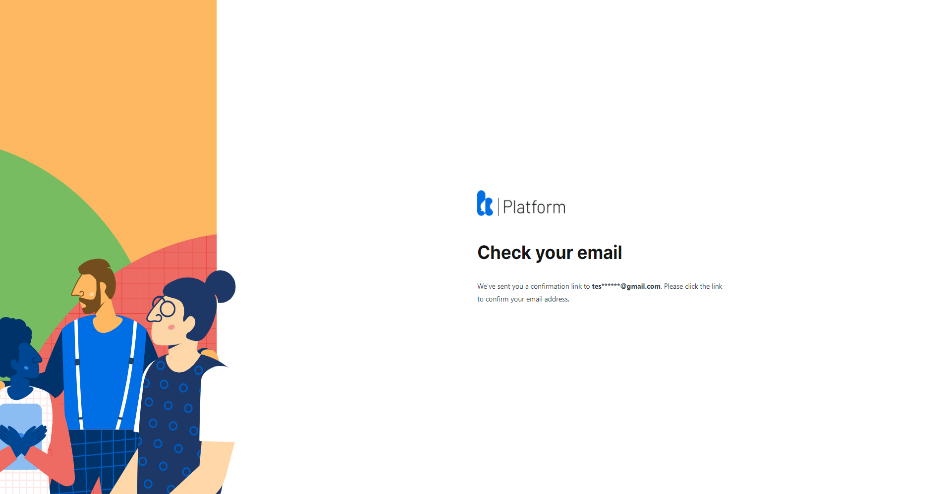 Platform
Check your email
We've sent you a confirmation link to tes******@gmail.com. Please click the link
to confirm your email address.